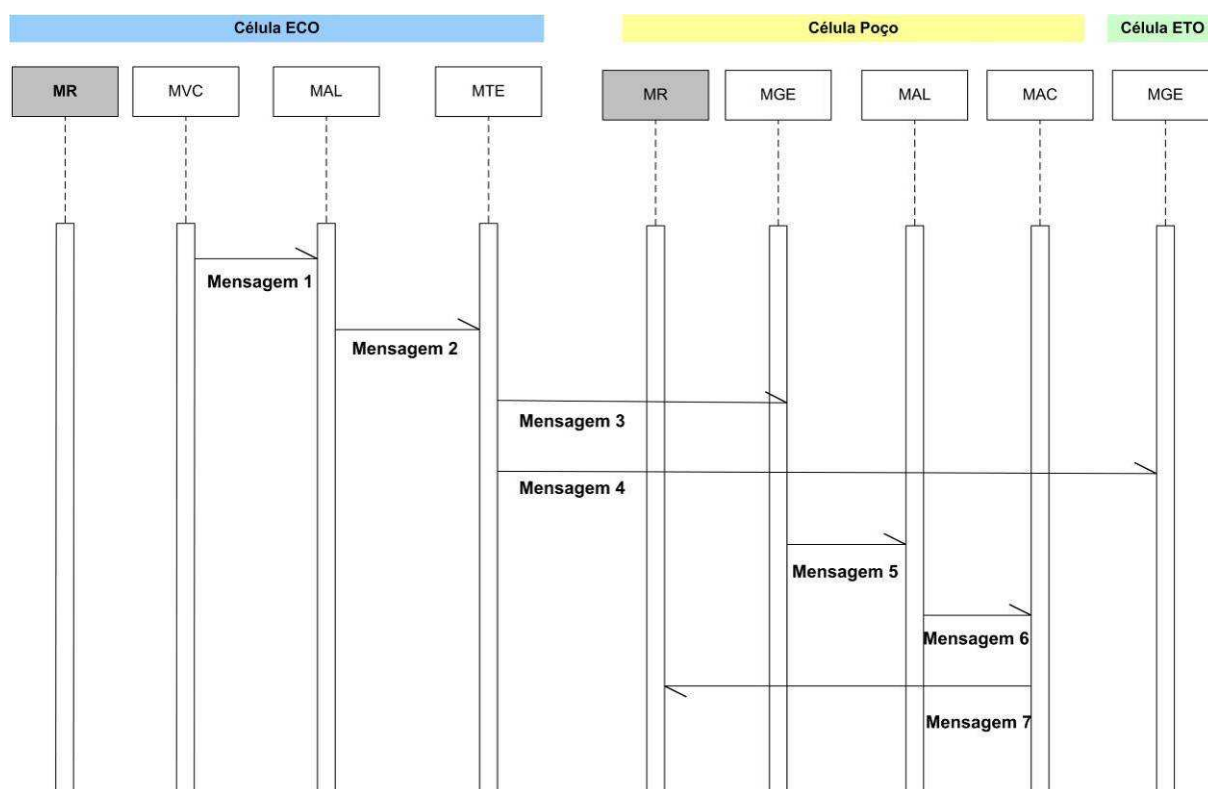 Célula ECO
Célula Poço
Célula ETO
MR
MVC
MAL
MTE
MR
MGE
MAL
MAC
MGE
Mensagem 1
Mensagem 2
Mensagem 3
Mensagem 4
Mensagem 5
Mensagem 6
Mensagem 7